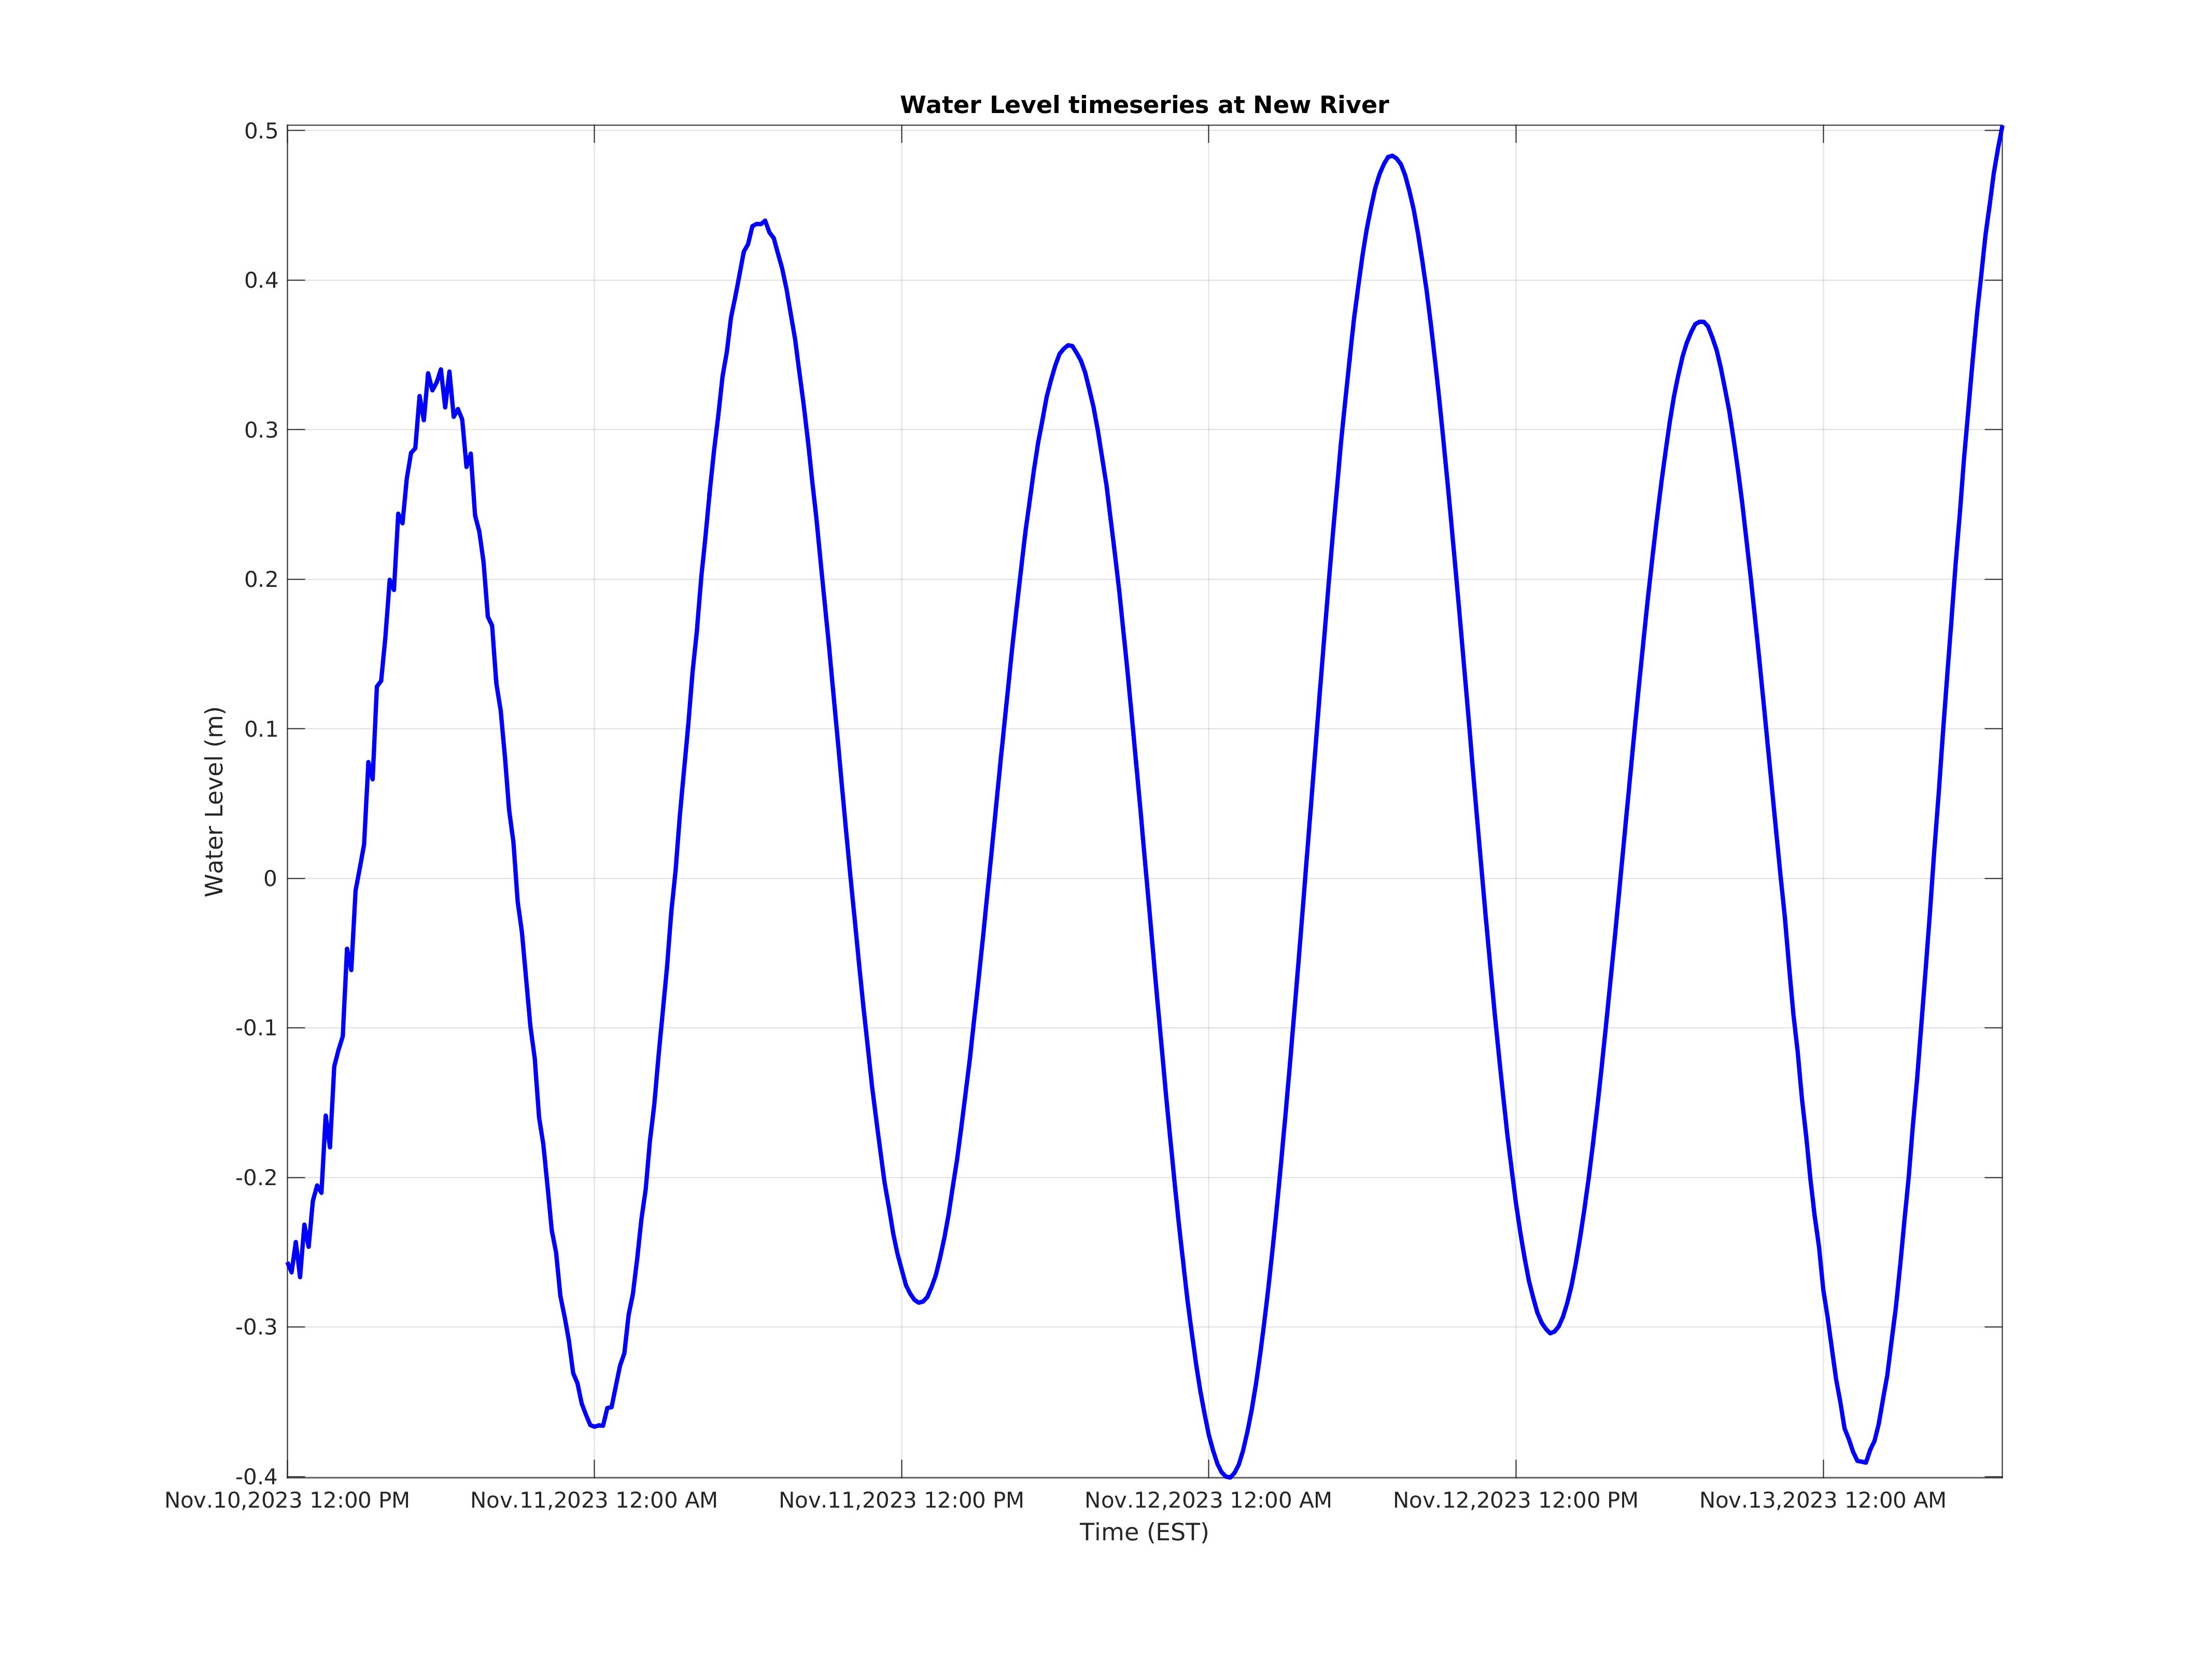 Water Level timeseries at New River
0.5
0.4
0.3
0.2
0.1
0
-0.1
-0.2
-0.3
-0.4
Water Level (m)
Nov.10,2023 12:00 PM
Nov.11,2023 12:00 AM
Nov.11,2023 12:00 PM
Nov.12,2023 12:00 AM
Nov.12,2023 12:00 PM
Nov.13,2023 12:00 AM
Time (EST)